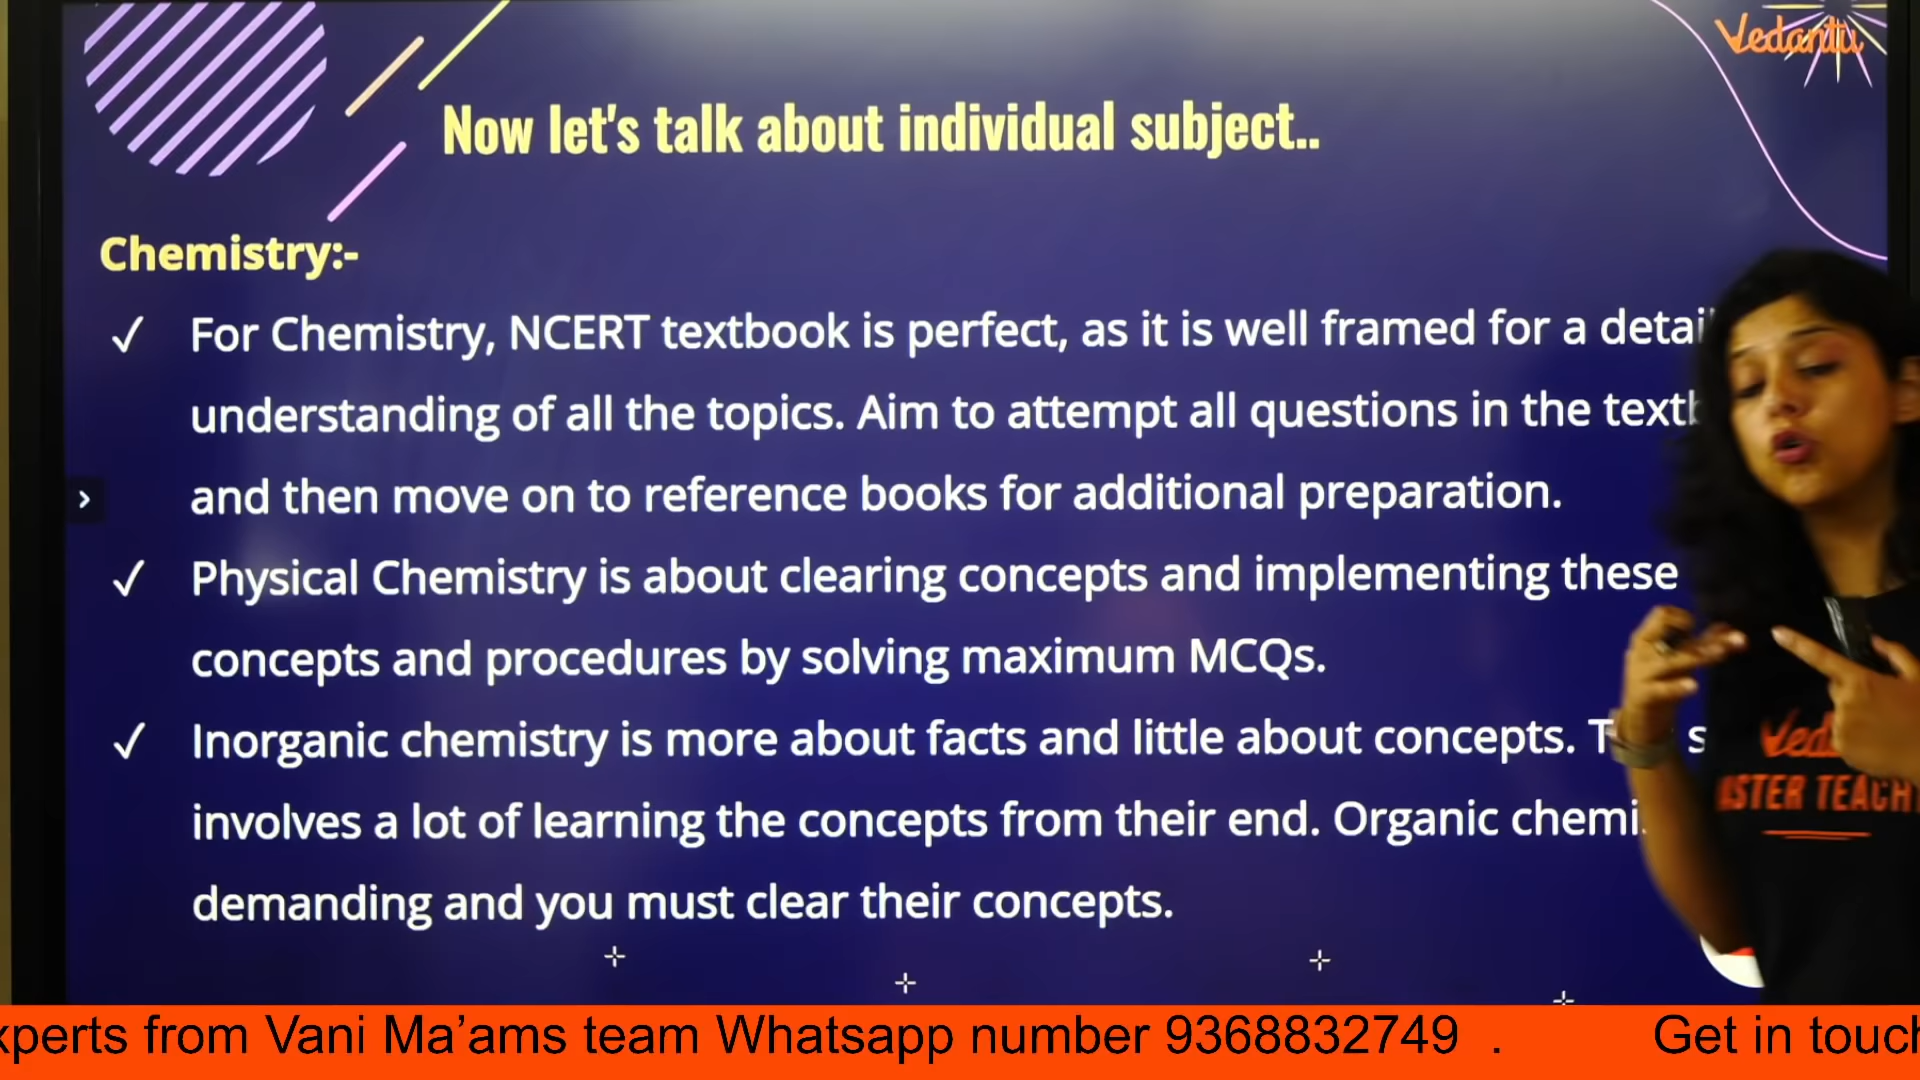 Vedantu
Now let's talk about individual subject..
Chemistry:-
✓ For Chemistry, NCERT textbook is perfect, as it is well framed for a
understanding of all the topics. Aim to attempt all questions in the
and then move on to reference books for additional preparation.
✓ Physical Chemistry is about clearing concepts and implementing these
concepts and procedures by solving maximum MCQs.
✓ Inorganic chemistry is more about facts and little about concepts.
involves a lot of learning the concepts from their end. Organic
demanding and you must clear their concepts.
from Vani Ma’ams team Whatsapp number 9368832749 . Get in